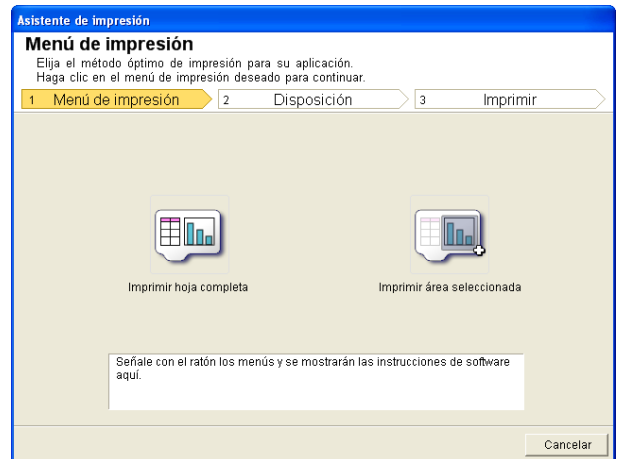 Asistente de impresión
Menú de impresión
Elija el método óptimo de impresión para su aplicación.
Haga clic en el menú de impresión deseado para continuar.
1 Menú de impresión 2 Disposición 3 Imprimir
Imprimir hoja completa Imprimir área seleccionada
Señale con el ratón los menús y se mostrarán las instrucciones de software
aquí.
Cancelar